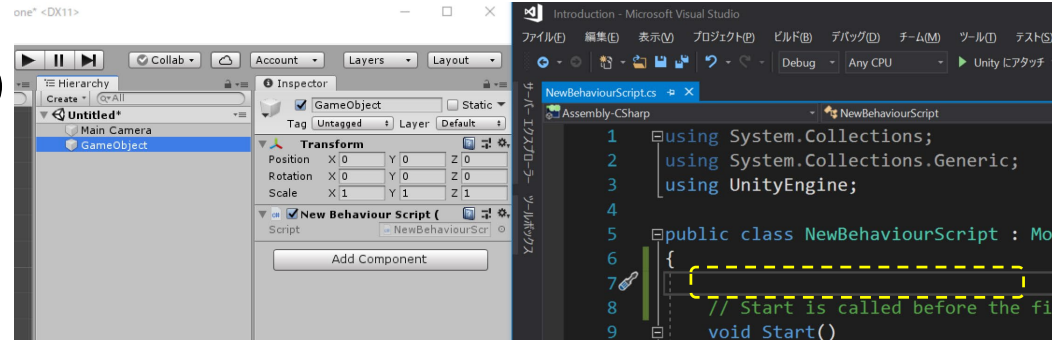 one* <DX11>
Collab
Account
Layers
Layout
Hierarchy
Create
All
Untitled*
Main Camera
GameObject
Inspector
GameObject
Static
Tag Untagged Layer Default
Transform
Position X 0 Y 0 Z 0
Rotation X 0 Y 0 Z 0
Scale X 1 Y 1 Z 1
New Behaviour Script (
Script NewBehaviourScr
Add Component
Introduction - Microsoft Visual Studio
ファイル(F) 編集(E) 表示(V) プロジェクト(P) ビルド(B) デバッグ(D) チーム(M) ツール(T) テスト(S)
Debug Any CPU Unity にアタッチ
サーバー エクスプローラー ツールボックス
NewBehaviourScript.cs
Assembly-CSharp NewBehaviourScript
1 using System.Collections;
2 using System.Collections.Generic;
3 using UnityEngine;
4
5 public class NewBehaviourScript : Mo
6 {
7
8 // Start is called before the fi
9 void Start()